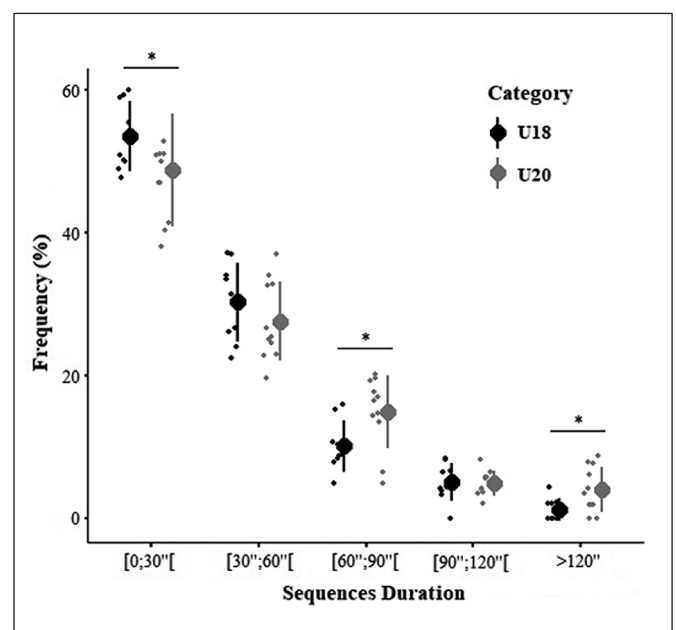 *
60
Category
U18
U20
40
Frequency (%)
*
20
*
0
[0;30"[ [30";60"[ [60";90"[ [90";120"[ >120"
Sequences Duration